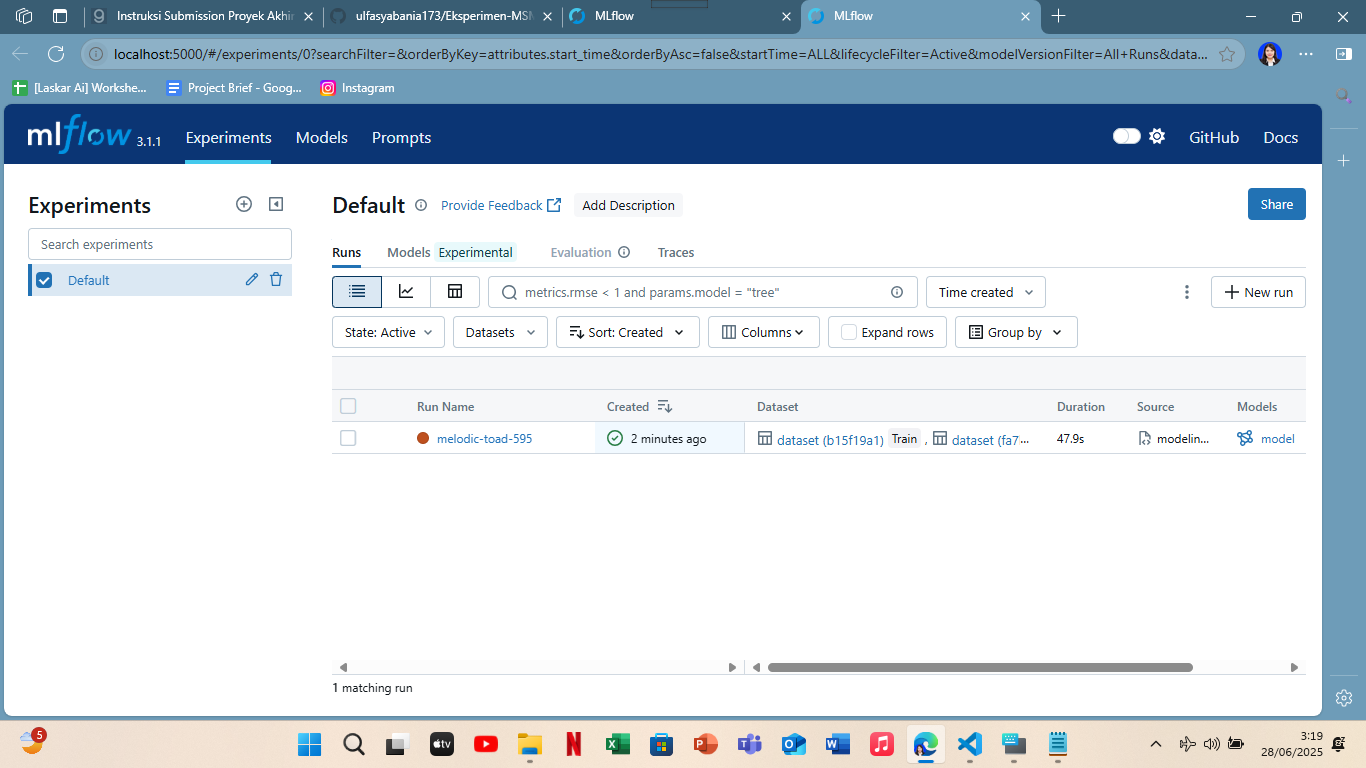 Instruksi Submission Proyek Akhir
ulfasyabania173/Eksperimen-MSM
MLflow
MLflow
localhost:5000/#/experiments/0?searchFilter=&orderByKey=attributes.start_time&orderByAsc=false&startTime=ALL&lifecycleFilter=Active&modelVersionFilter=All+Runs&data...
[Laskar Ai] Workshe...
Project Brief - Goog...
Instagram
mlflow 3.1.1
Experiments
Models
Prompts
GitHub
Docs
Experiments
Search experiments
Default
Default
Provide Feedback
Add Description
Share
Runs
Models Experimental
Evaluation
Traces
metrics.rmse < 1 and params.model = "tree"
Time created
New run
State: Active
Datasets
Sort: Created
Columns
Expand rows
Group by
Run Name
Created
Dataset
Duration
Source
Models
melodic-toad-595
2 minutes ago
dataset (b15f19a1) Train , dataset (fa7...
47.9s
modelin...
model
1 matching run
5
3:19
28/06/2025